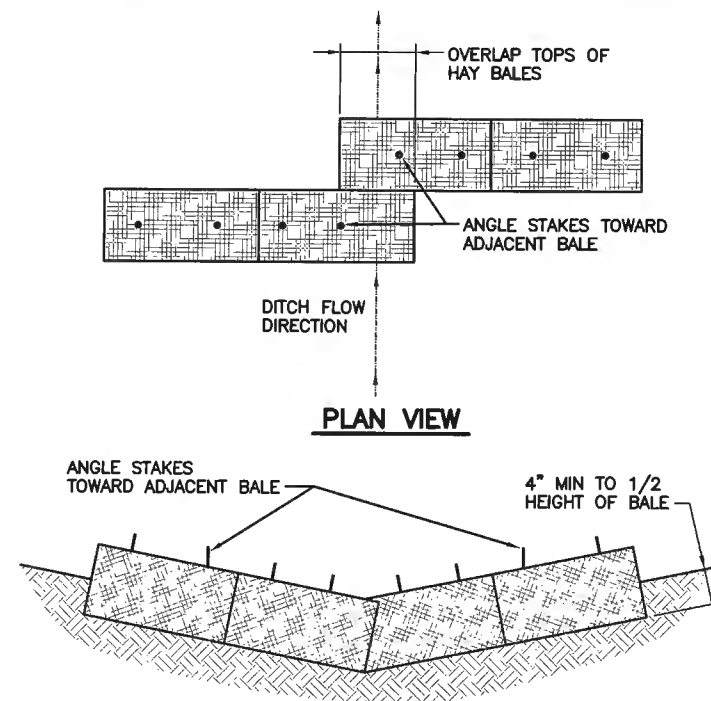 OVERLAP TOPS OF
HAY BALES
ANGLE STAKES TOWARD
ADJACENT BALE
DITCH FLOW
DIRECTION
PLAN VIEW
ANGLE STAKES
TOWARD ADJACENT BALE
4" MIN TO 1/2
HEIGHT OF BALE